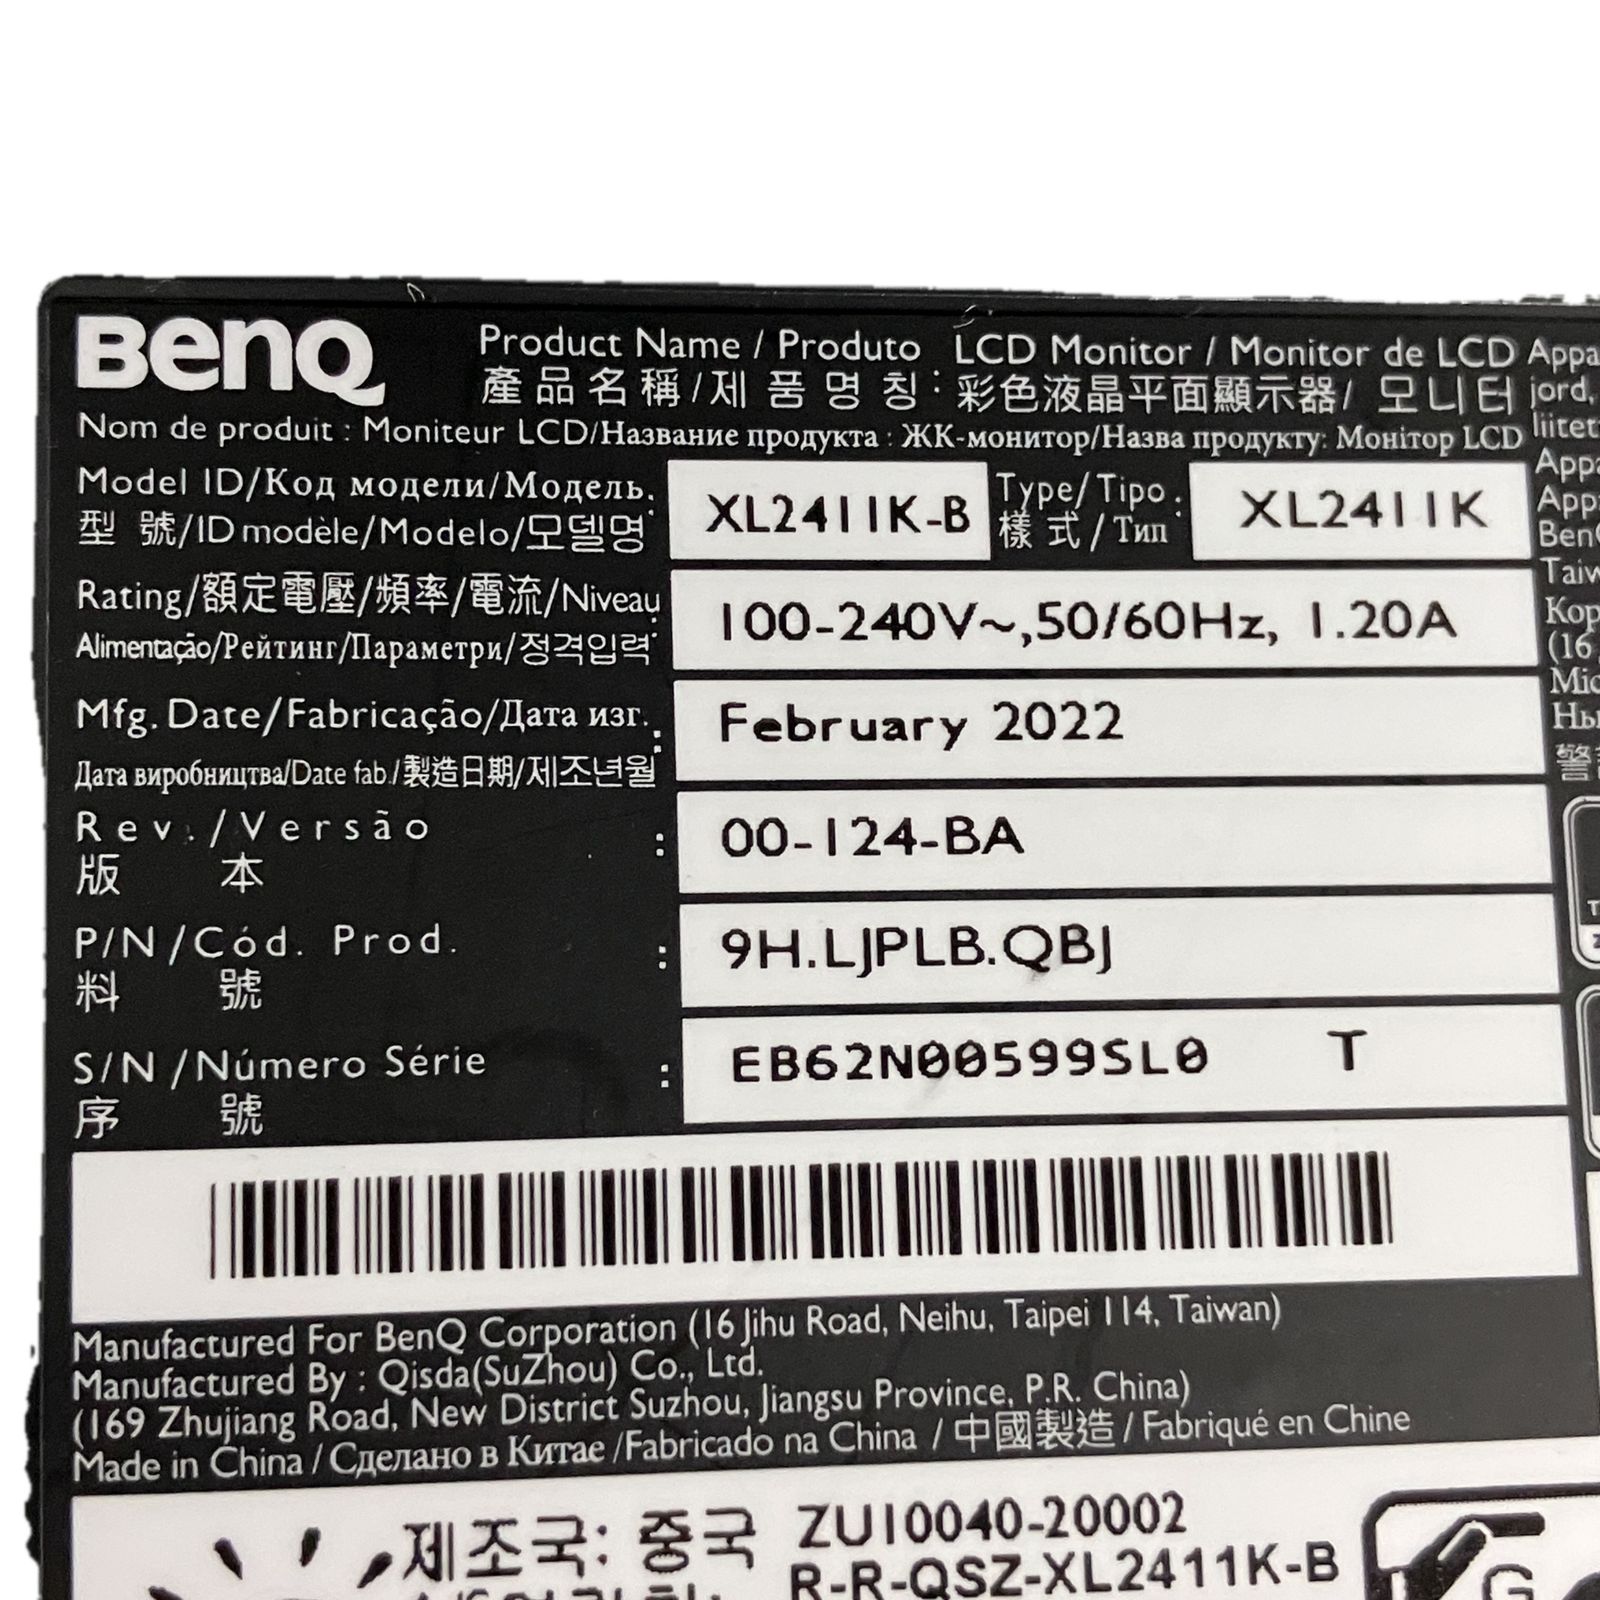 BenQ
Product Name / Produto LCD Monitor / Monitor de LCD
產品名稱/제품명칭 : 彩色液晶平面顯示器/ 모니터
Nom de produit : Moniteur LCD/Название продукта : ЖК-монитор/Назва продукту: Монітор LCD
Model ID/Код модели/Модель.
型 號/ID modèle/Modelo/모델명 : XL2411K-B
Type/Tipo
樣式/Тип : XL2411K
Rating/額定電壓/頻率/電流/Niveau
Alimentação/Рейтинг/Параметри/정격입력 : 100-240V~,50/60Hz, 1.20A
Mfg. Date/Fabricação/Дата изг.
Дата виробництва/Date fab./製造日期/제조년월 : February 2022
Rev./Versão
版 本 : 00-124-BA
P/N/Cód. Prod.
料 號 : 9H.LJPLB.QBJ
S/N/Número Série
序 號 : EB62N00599SL0 T
Manufactured For BenQ Corporation (16 Jihu Road, Neihu, Taipei 114, Taiwan)
Manufactured By : Qisda(SuZhou) Co., Ltd.
(169 Zhujiang Road, New District Suzhou, Jiangsu Province, P.R. China)
Made in China / Сделано в Китае /Fabricado na China / 中國製造 / Fabriqué en Chine
제조국: 중국 ZU10040-20002
R-R-QSZ-XL2411K-B
G